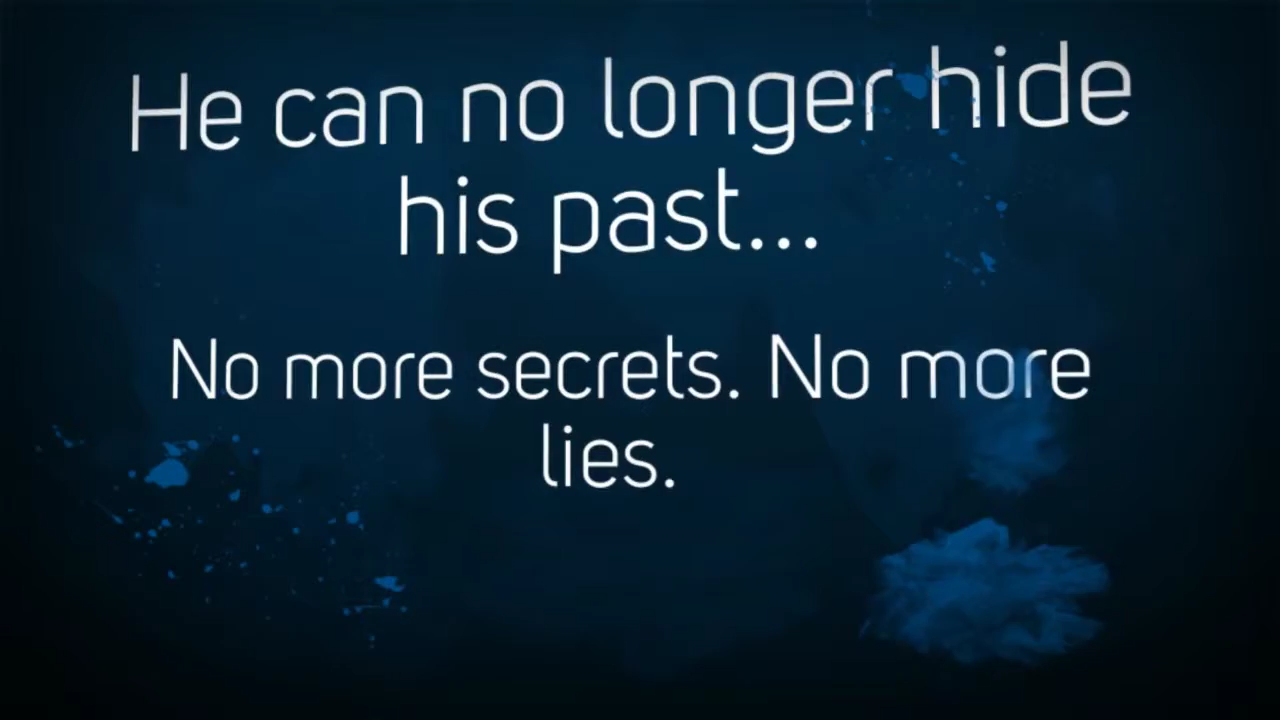 He can no longer hide
his past...
No more secrets. No more
lies.